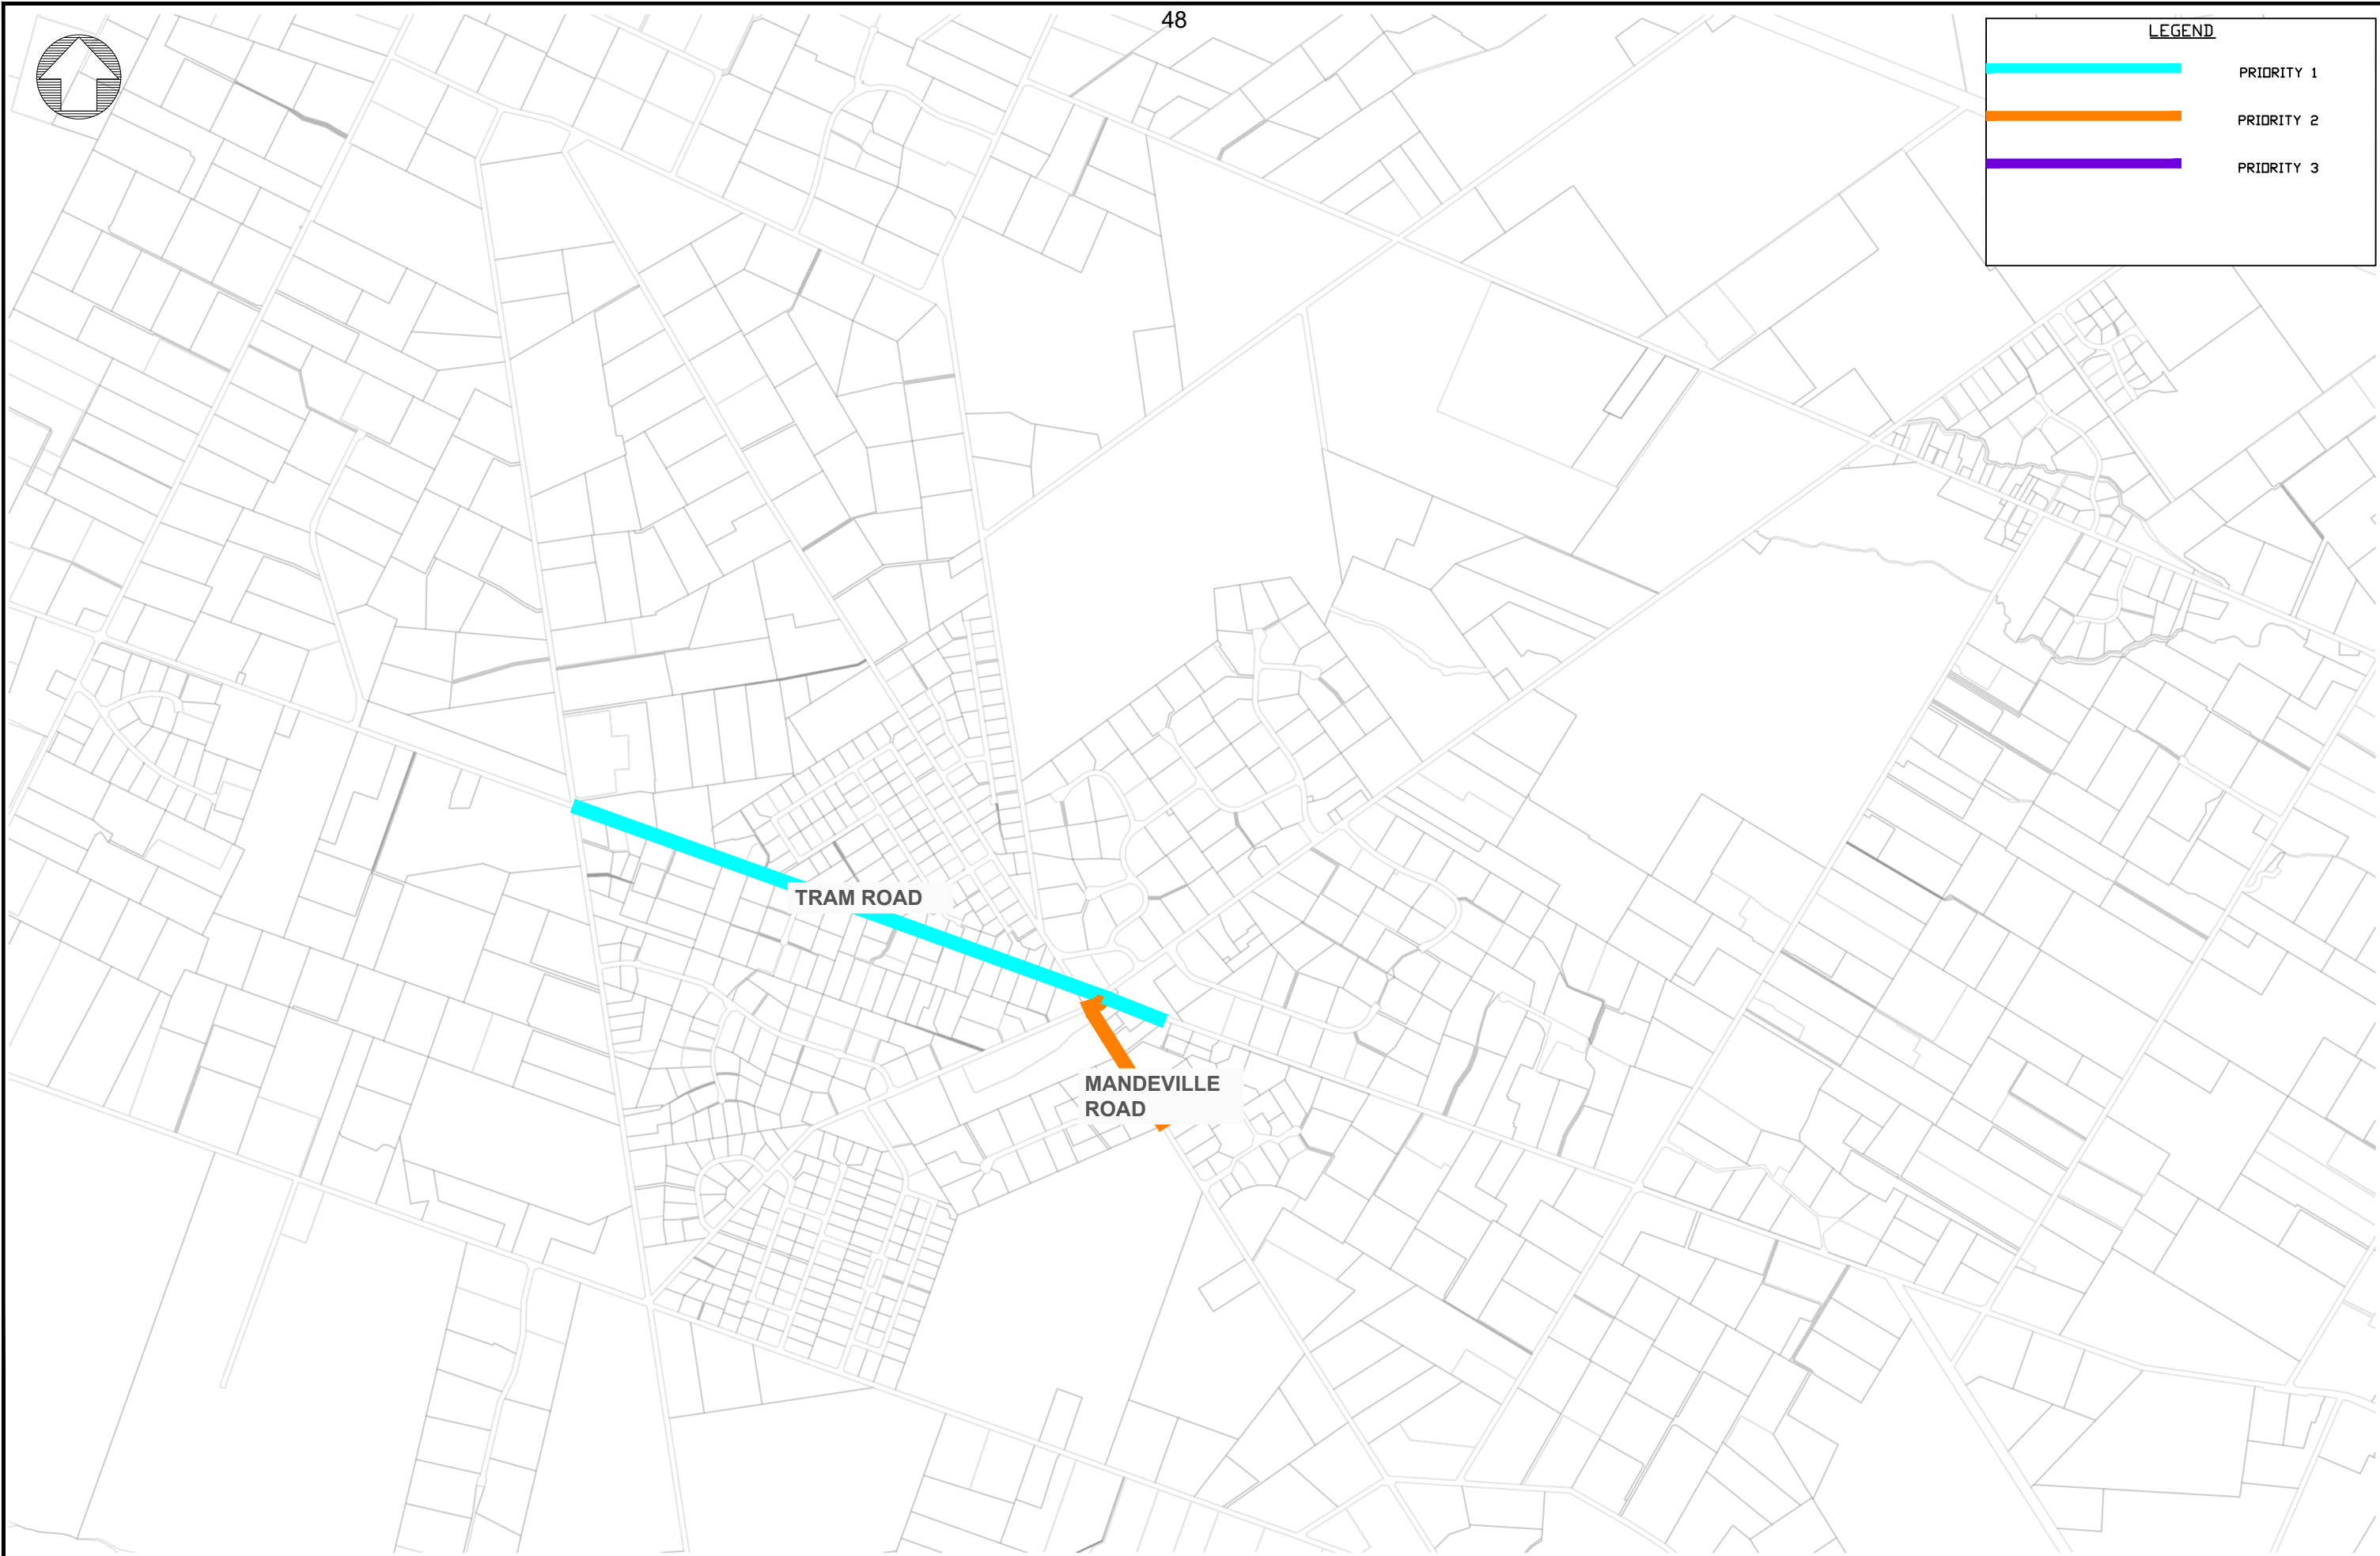 48
LEGEND
PRIORITY 1
PRIORITY 2
PRIORITY 3
TRAM ROAD
MANDEVILLE
ROAD